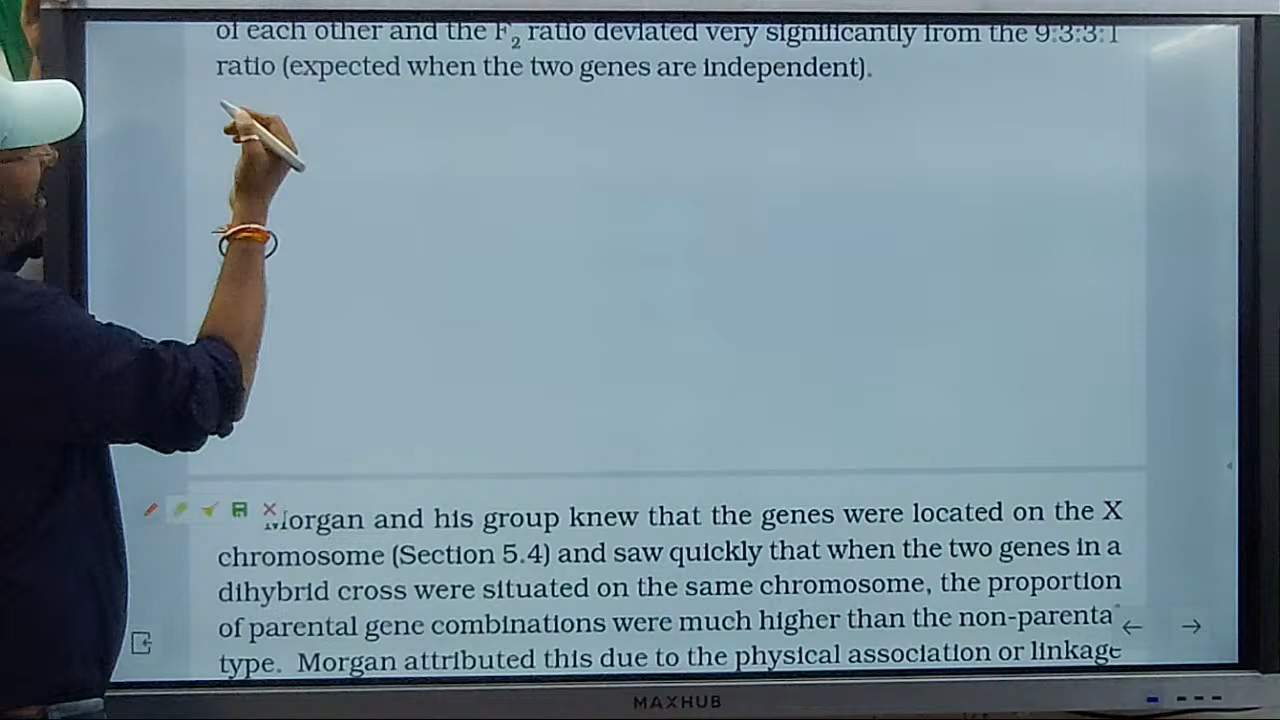 of each other and the F2 ratio deviated very significantly from the 9:3:3:1
ratio (expected when the two genes are independent).
Morgan and his group knew that the genes were located on the X
chromosome (Section 5.4) and saw quickly that when the two genes in a
dihybrid cross were situated on the same chromosome, the proportion
of parental gene combinations were much higher than the non-parenta
type. Morgan attributed this due to the physical association or linkage
MAXHUB